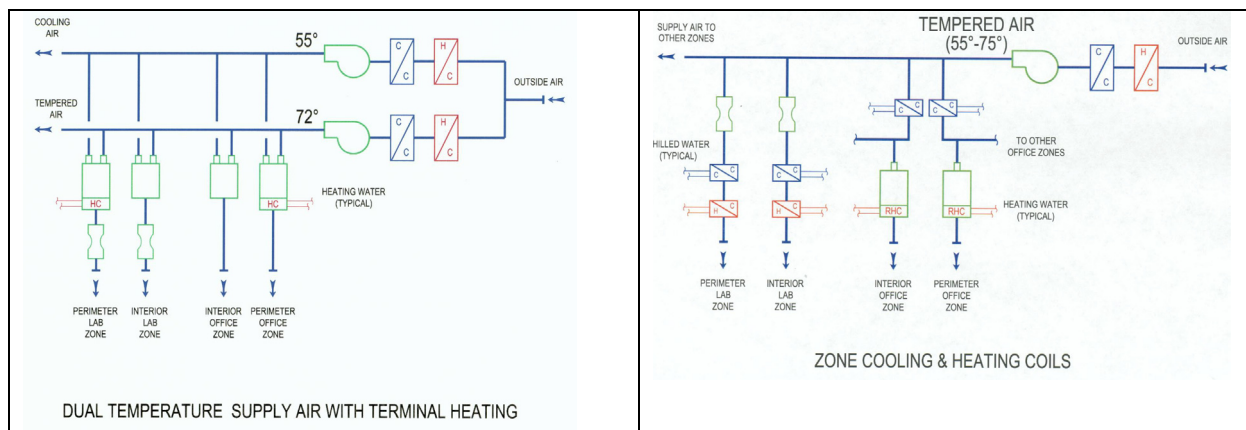 COOLING
AIR
55°
C
C
H
C
OUTSIDE AIR
TEMPERED
AIR
72°
C
C
H
C
HC
HC
HEATING WATER
(TYPICAL)
PERIMETER
LAB
ZONE
INTERIOR
LAB
ZONE
INTERIOR
OFFICE
ZONE
PERIMETER
OFFICE
ZONE
DUAL TEMPERATURE SUPPLY AIR WITH TERMINAL HEATING
SUPPLY AIR TO
OTHER ZONES
TEMPERED AIR
(55°-75°)
C
C
H
C
OUTSIDE AIR
C
C
C
C
HILLED WATER
(TYPICAL)
TO OTHER
OFFICE ZONES
C
C
C
C
H
C
H
C
RHC
RHC
HEATING WATER
(TYPICAL)
PERIMETER
LAB
ZONE
INTERIOR
LAB
ZONE
INTERIOR
OFFICE
ZONE
PERIMETER
OFFICE
ZONE
ZONE COOLING & HEATING COILS